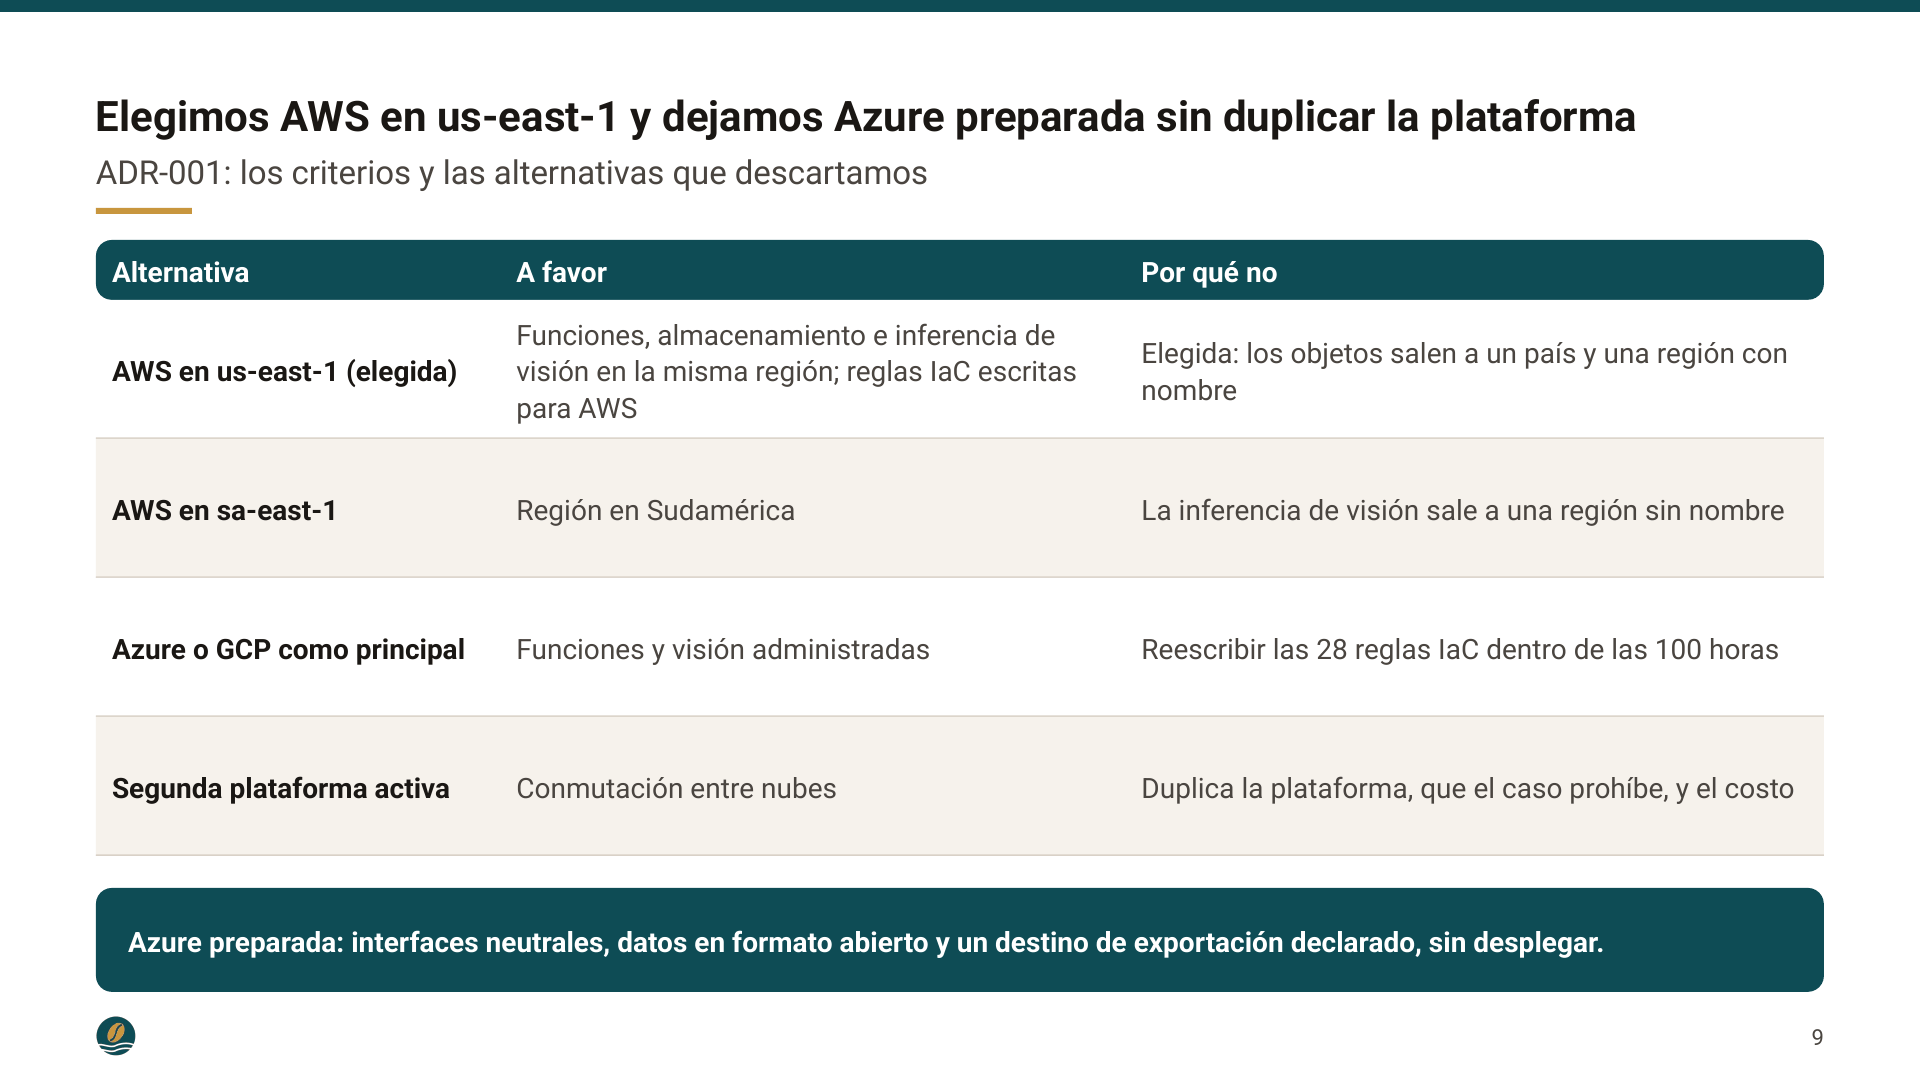 Elegimos AWS en us-east-1 y dejamos Azure preparada sin duplicar la plataforma
ADR-001: los criterios y las alternativas que descartamos
Alternativa
A favor
Por qué no
AWS en us-east-1 (elegida)
Funciones, almacenamiento e inferencia de
visión en la misma región; reglas IaC escritas
para AWS
Elegida: los objetos salen a un país y una región con
nombre
AWS en sa-east-1
Región en Sudamérica
La inferencia de visión sale a una región sin nombre
Azure o GCP como principal
Funciones y visión administradas
Reescribir las 28 reglas IaC dentro de las 100 horas
Segunda plataforma activa
Conmutación entre nubes
Duplica la plataforma, que el caso prohíbe, y el costo
Azure preparada: interfaces neutrales, datos en formato abierto y un destino de exportación declarado, sin desplegar.
9